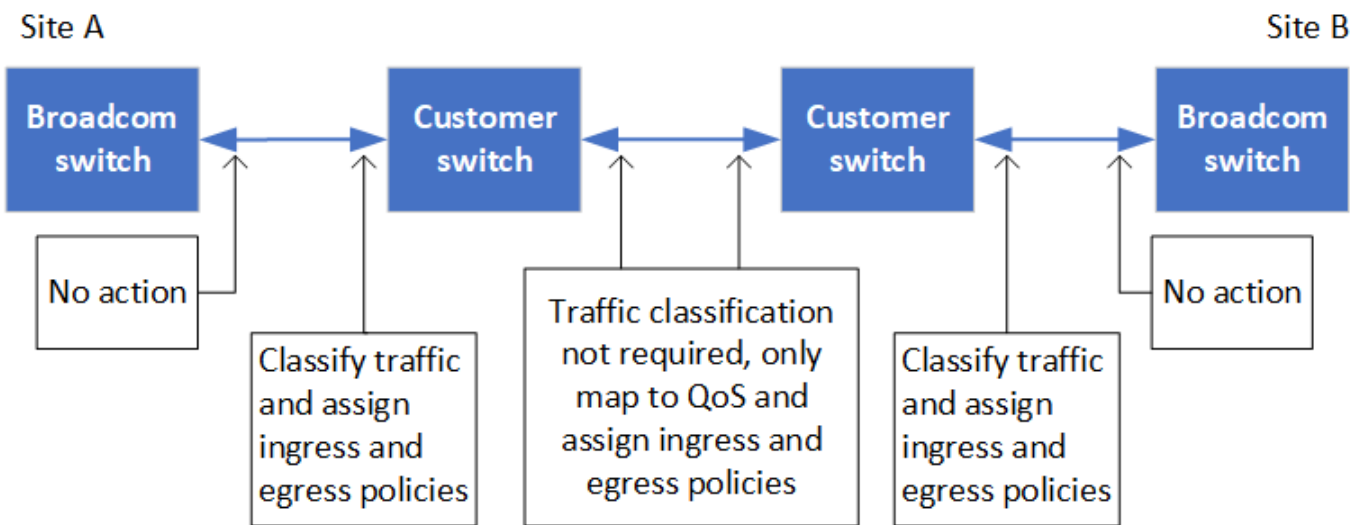 Site A
Site B
Broadcom
switch
Customer
switch
Customer
switch
Broadcom
switch
No action
Classify traffic
and assign
ingress and
egress policies
Traffic classification
not required, only
map to QoS and
assign ingress and
egress policies
Classify traffic
and assign
ingress and
egress policies
No action